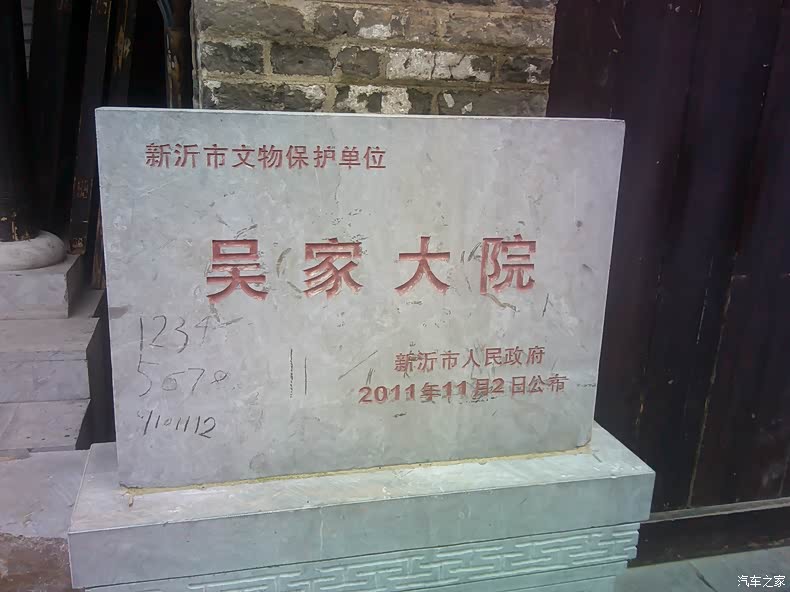 新沂市文物保护单位
吴家大院
新沂市人民政府
2011年11月2日公布
1234
5678
9101112
汽车之家